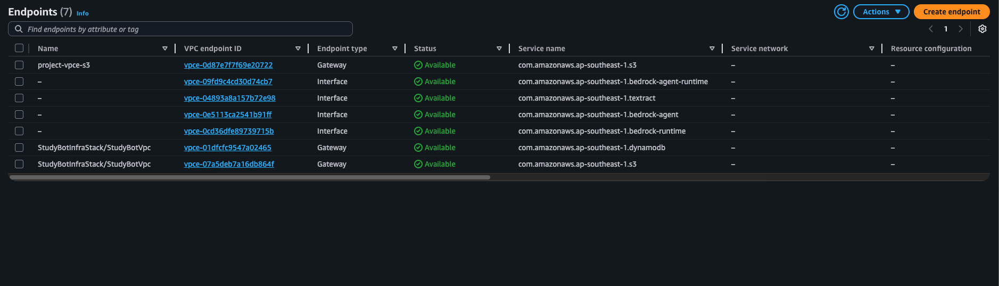 Endpoints (7) Info
Actions
Create endpoint
Find endpoints by attribute or tag
1
Name VPC endpoint ID Endpoint type Status Service name Service network Resource configuration
project-vpce-s3 vpce-0d87e7f7f69e20722 Gateway Available com.amazonaws.ap-southeast-1.s3 – –
– vpce-09fd9c4cd30d74cb7 Interface Available com.amazonaws.ap-southeast-1.bedrock-agent-runtime – –
– vpce-04893a8a157b72e98 Interface Available com.amazonaws.ap-southeast-1.textract – –
– vpce-0e5113ca2541b91ff Interface Available com.amazonaws.ap-southeast-1.bedrock-agent – –
– vpce-0cd36dfe89739715b Interface Available com.amazonaws.ap-southeast-1.bedrock-runtime – –
StudyBotInfraStack/StudyBotVpc vpce-01dfcfc9547a02465 Gateway Available com.amazonaws.ap-southeast-1.dynamodb – –
StudyBotInfraStack/StudyBotVpc vpce-07a5deb7a16db864f Gateway Available com.amazonaws.ap-southeast-1.s3 – –